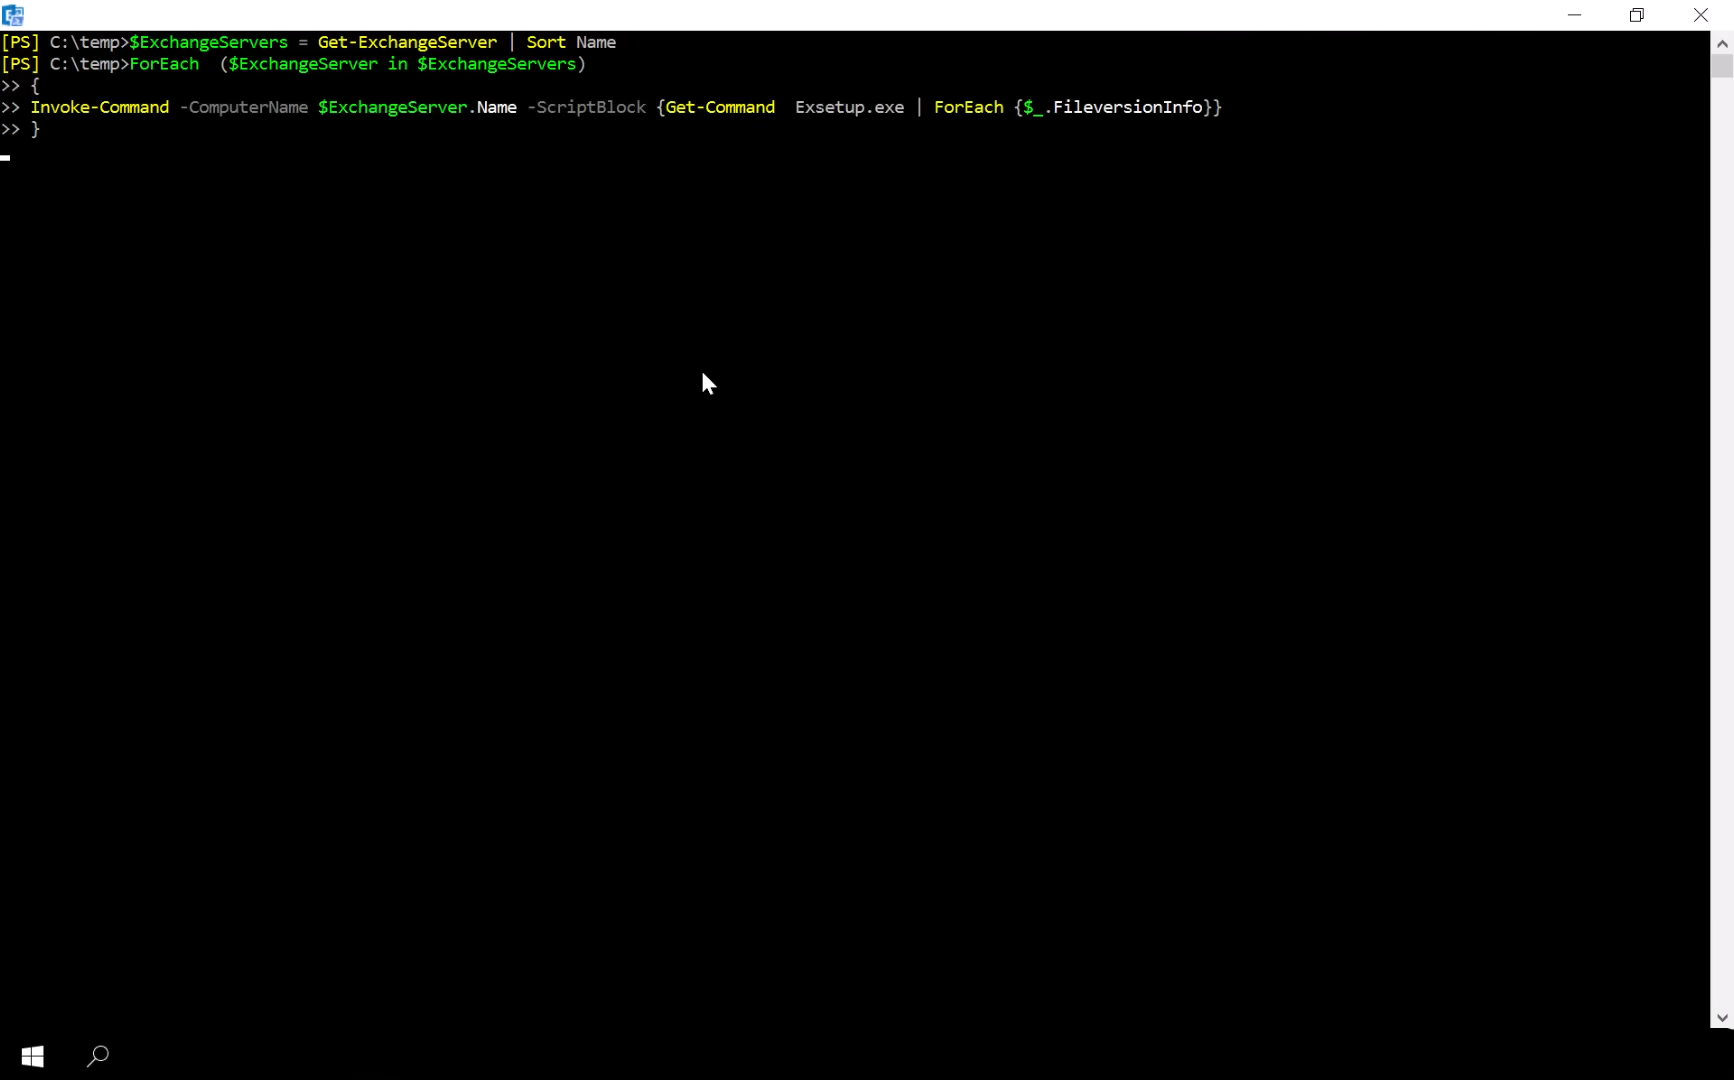 [PS] C:\temp>$ExchangeServers = Get-ExchangeServer | Sort Name
[PS] C:\temp>ForEach  ($ExchangeServer in $ExchangeServers)
>> {
>> Invoke-Command -ComputerName $ExchangeServer.Name -ScriptBlock {Get-Command  Exsetup.exe | ForEach {$_.FileversionInfo}}
>> }